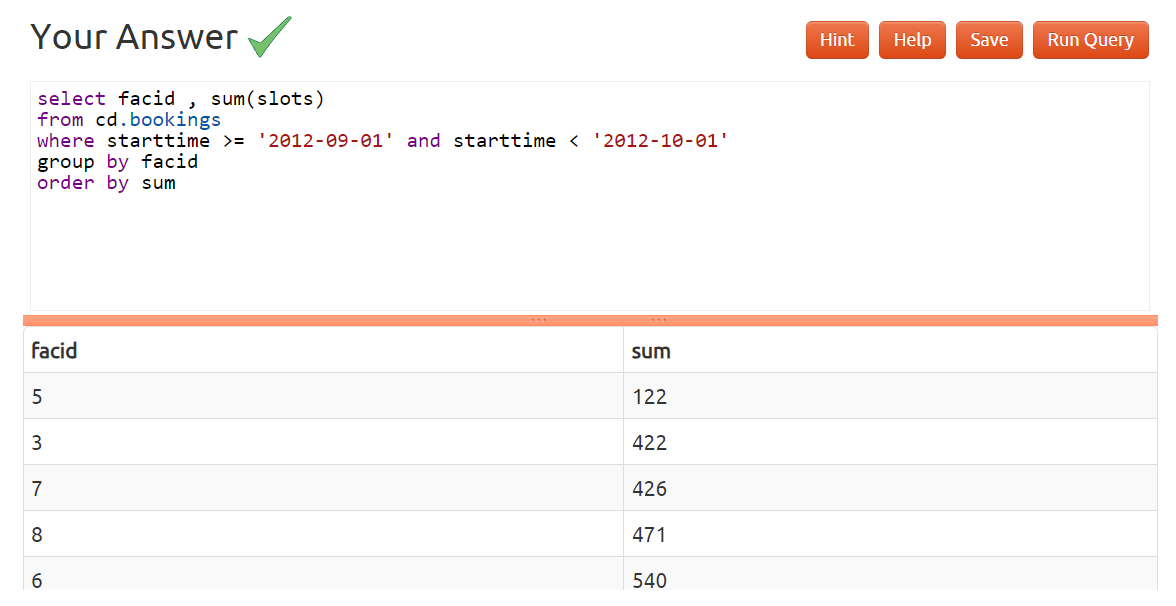 Your Answer
Hint Help Save Run Query
select facid , sum(slots)
from cd.bookings
where starttime >= '2012-09-01' and starttime < '2012-10-01'
group by facid
order by sum
facid sum
5 122
3 422
7 426
8 471
6 540